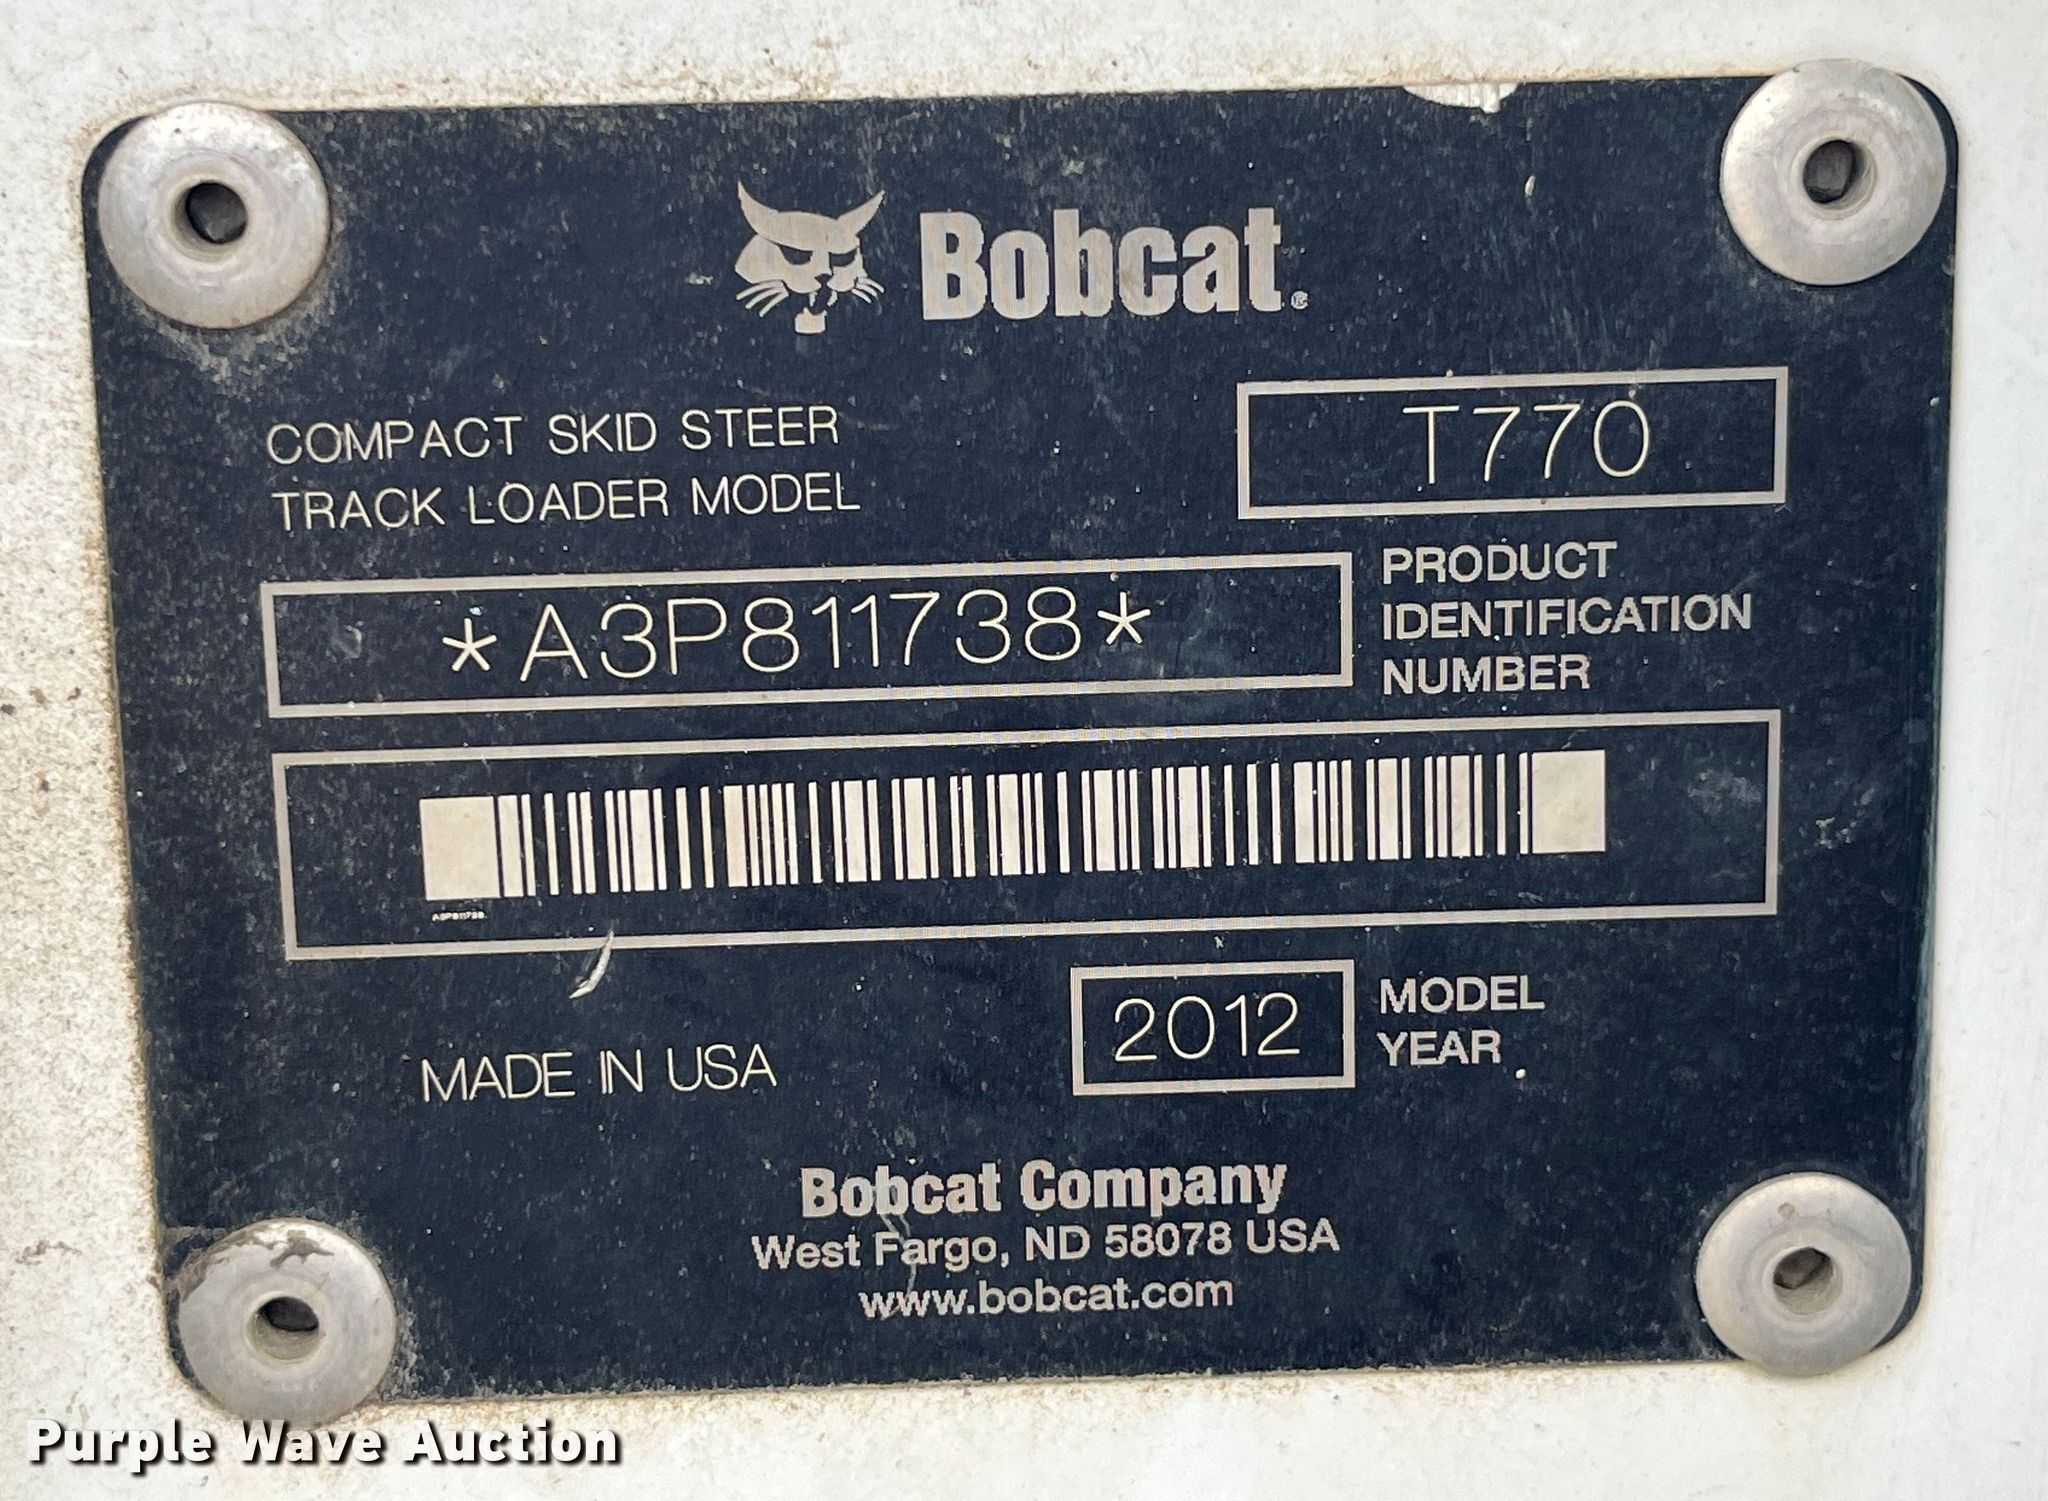 Bobcat®
COMPACT SKID STEER
TRACK LOADER MODEL
T770
*A3P811738*
PRODUCT
IDENTIFICATION
NUMBER
A3P811738
2012
MODEL
YEAR
MADE IN USA
Bobcat Company
West Fargo, ND 58078 USA
www.bobcat.com
Purple Wave Auction